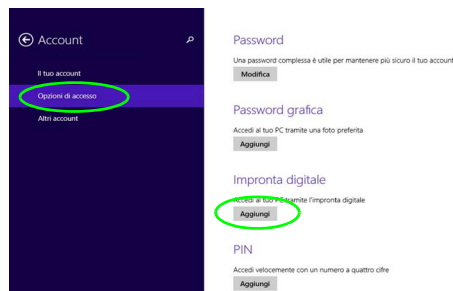 Account
Il tuo account
Opzioni di accesso
Altri account
Password
Una password complessa è utile per mantenere più sicuro il tuo account
Modifica
Password grafica
Accedi al tuo PC tramite una foto preferita
Aggiungi
Impronta digitale
Accedi al tuo PC tramite l'impronta digitale
Aggiungi
PIN
Accedi velocemente con un numero a quattro cifre
Aggiungi